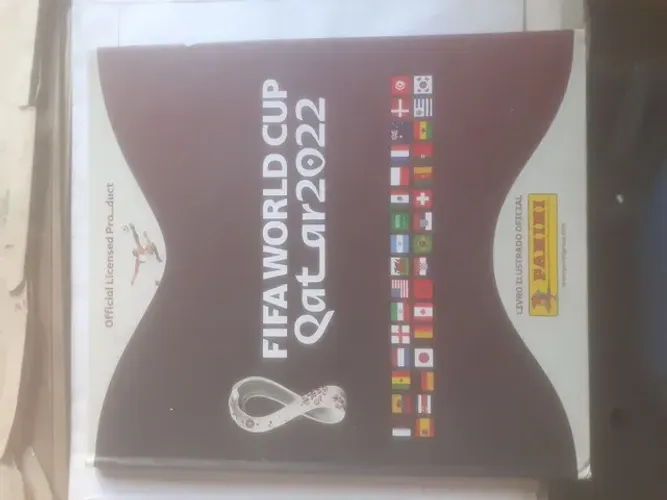 FIFA WORLD CUP
Qatar2022
Official Licensed Product
LIVRO ILUSTRADO OFICIAL
PANINI